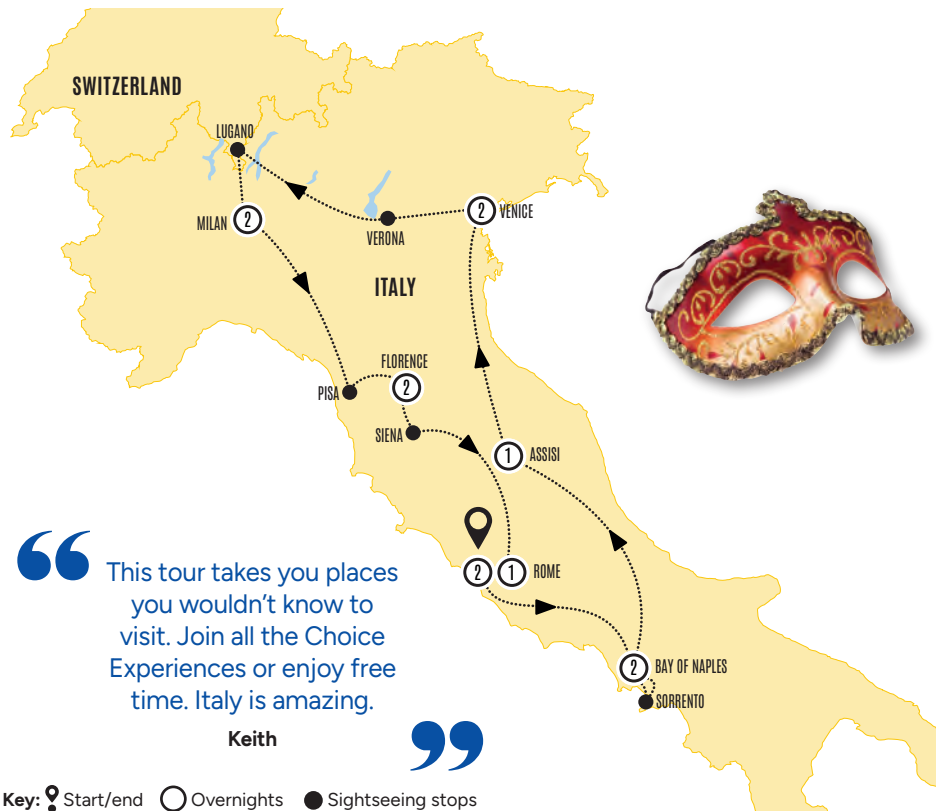 SWITZERLAND
LUGANO
MILAN
2
VERONA
2
VENICE
ITALY
FLORENCE
2
PISA
SIENA
1
ASSISI
2
1
ROME
2
BAY OF NAPLES
SORRENTO
“
This tour takes you places
you wouldn’t know to
visit. Join all the Choice
Experiences or enjoy free
time. Italy is amazing.
Keith
”
Key: Start/end Overnights Sightseeing stops